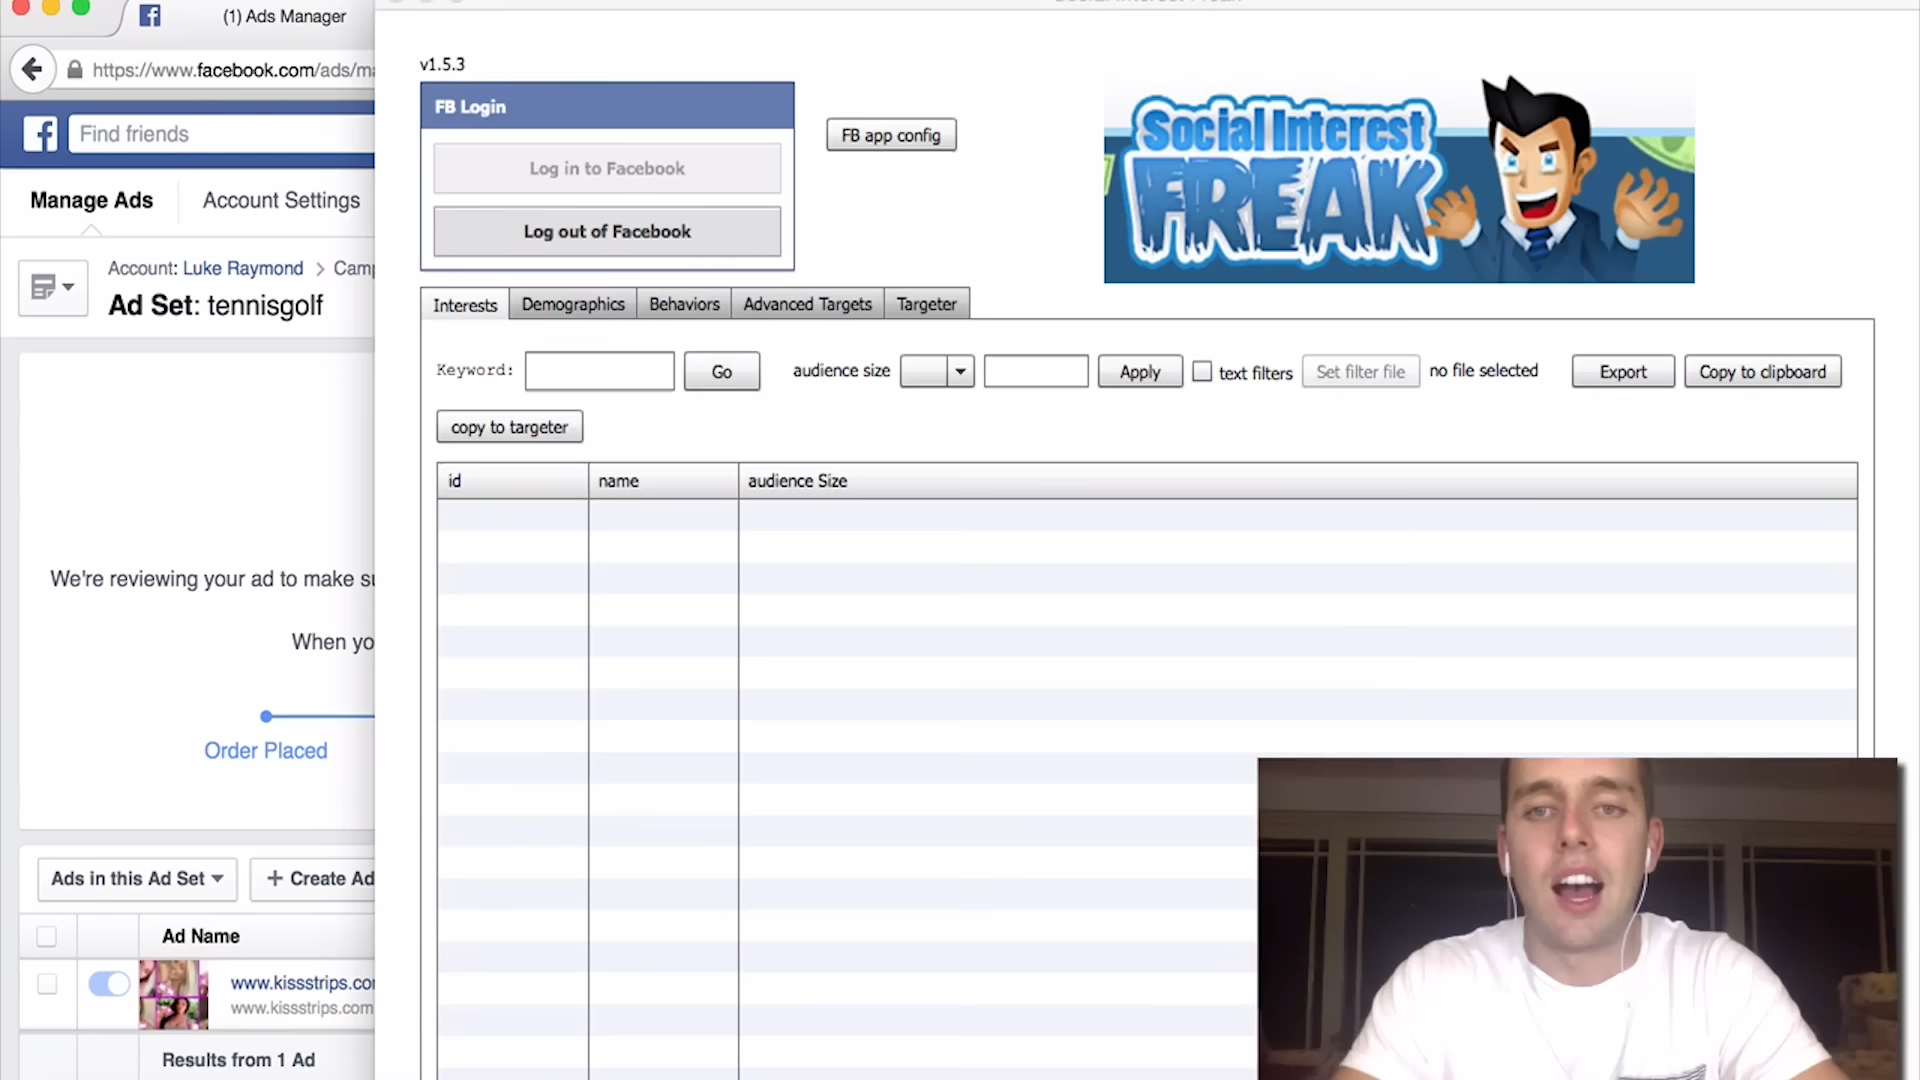 (1) Ads Manager
https://www.facebook.com/ads/ma
Find friends
Manage Ads
Account Settings
Account: Luke Raymond > Camp
Ad Set: tennisgolf
We're reviewing your ad to make su
When yo
Order Placed
Ads in this Ad Set
+ Create Ad
Ad Name
www.kissstrips.com
www.kissstrips.com
Results from 1 Ad
v1.5.3
FB Login
Log in to Facebook
Log out of Facebook
FB app config
Social Interest
FREAK
Interests
Demographics
Behaviors
Advanced Targets
Targeter
Keyword:
Go
audience size
Apply
text filters
Set filter file
no file selected
Export
Copy to clipboard
copy to targeter
id
name
audience Size